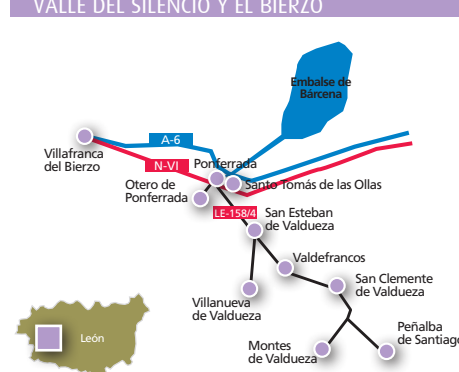 VALLE DEL SILENCIO Y EL BIERZO
Embalse de
Bárcena
A-6
Villafranca
del Bierzo
N-VI
Ponferrada
Otero de
Ponferrada
Santo Tomás de las Ollas
LE-158/4
San Esteban
de Valdueza
Valdefrancos
San Clemente
de Valdueza
Villanueva
de Valdueza
Peñalba
de Santiago
Montes
de Valdueza
León